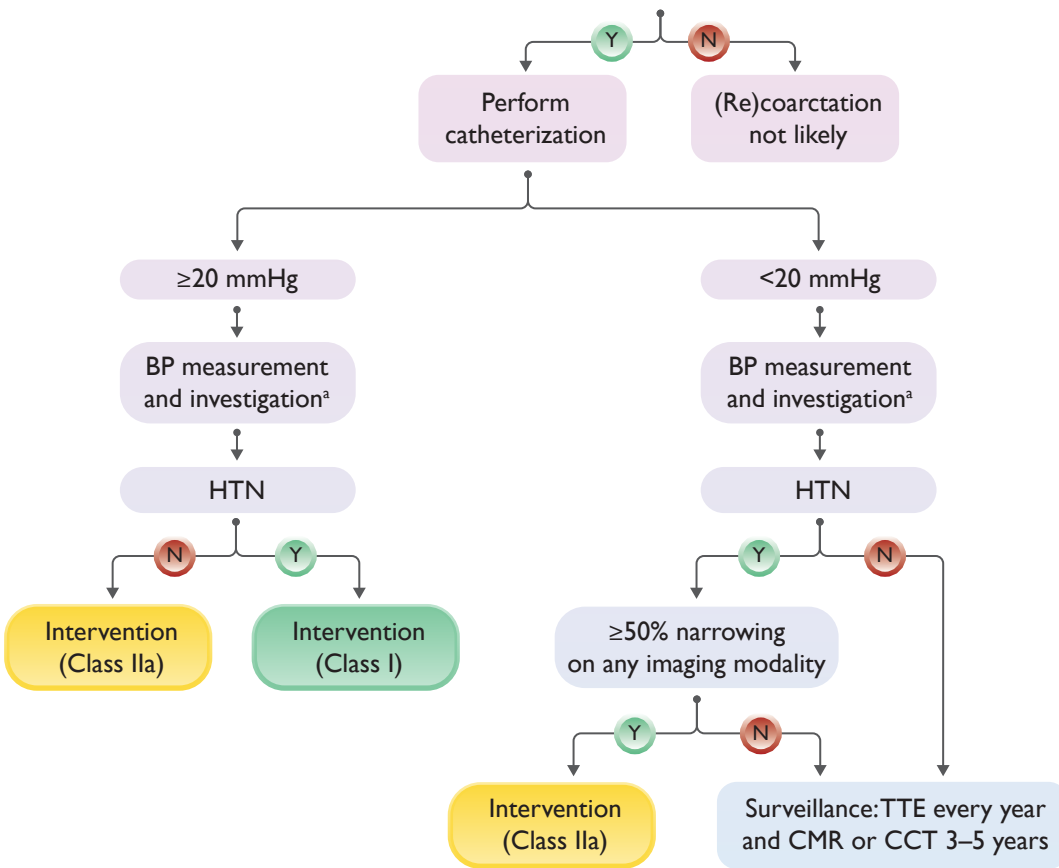 Y
N
Perform
catheterization
(Re)coarctation
not likely
≥20 mmHg
<20 mmHg
BP measurement
and investigationᵃ
BP measurement
and investigationᵃ
HTN
HTN
N
Y
Y
N
Intervention
(Class IIa)
Intervention
(Class I)
≥50% narrowing
on any imaging modality
Y
N
Intervention
(Class IIa)
Surveillance: TTE every year
and CMR or CCT 3–5 years